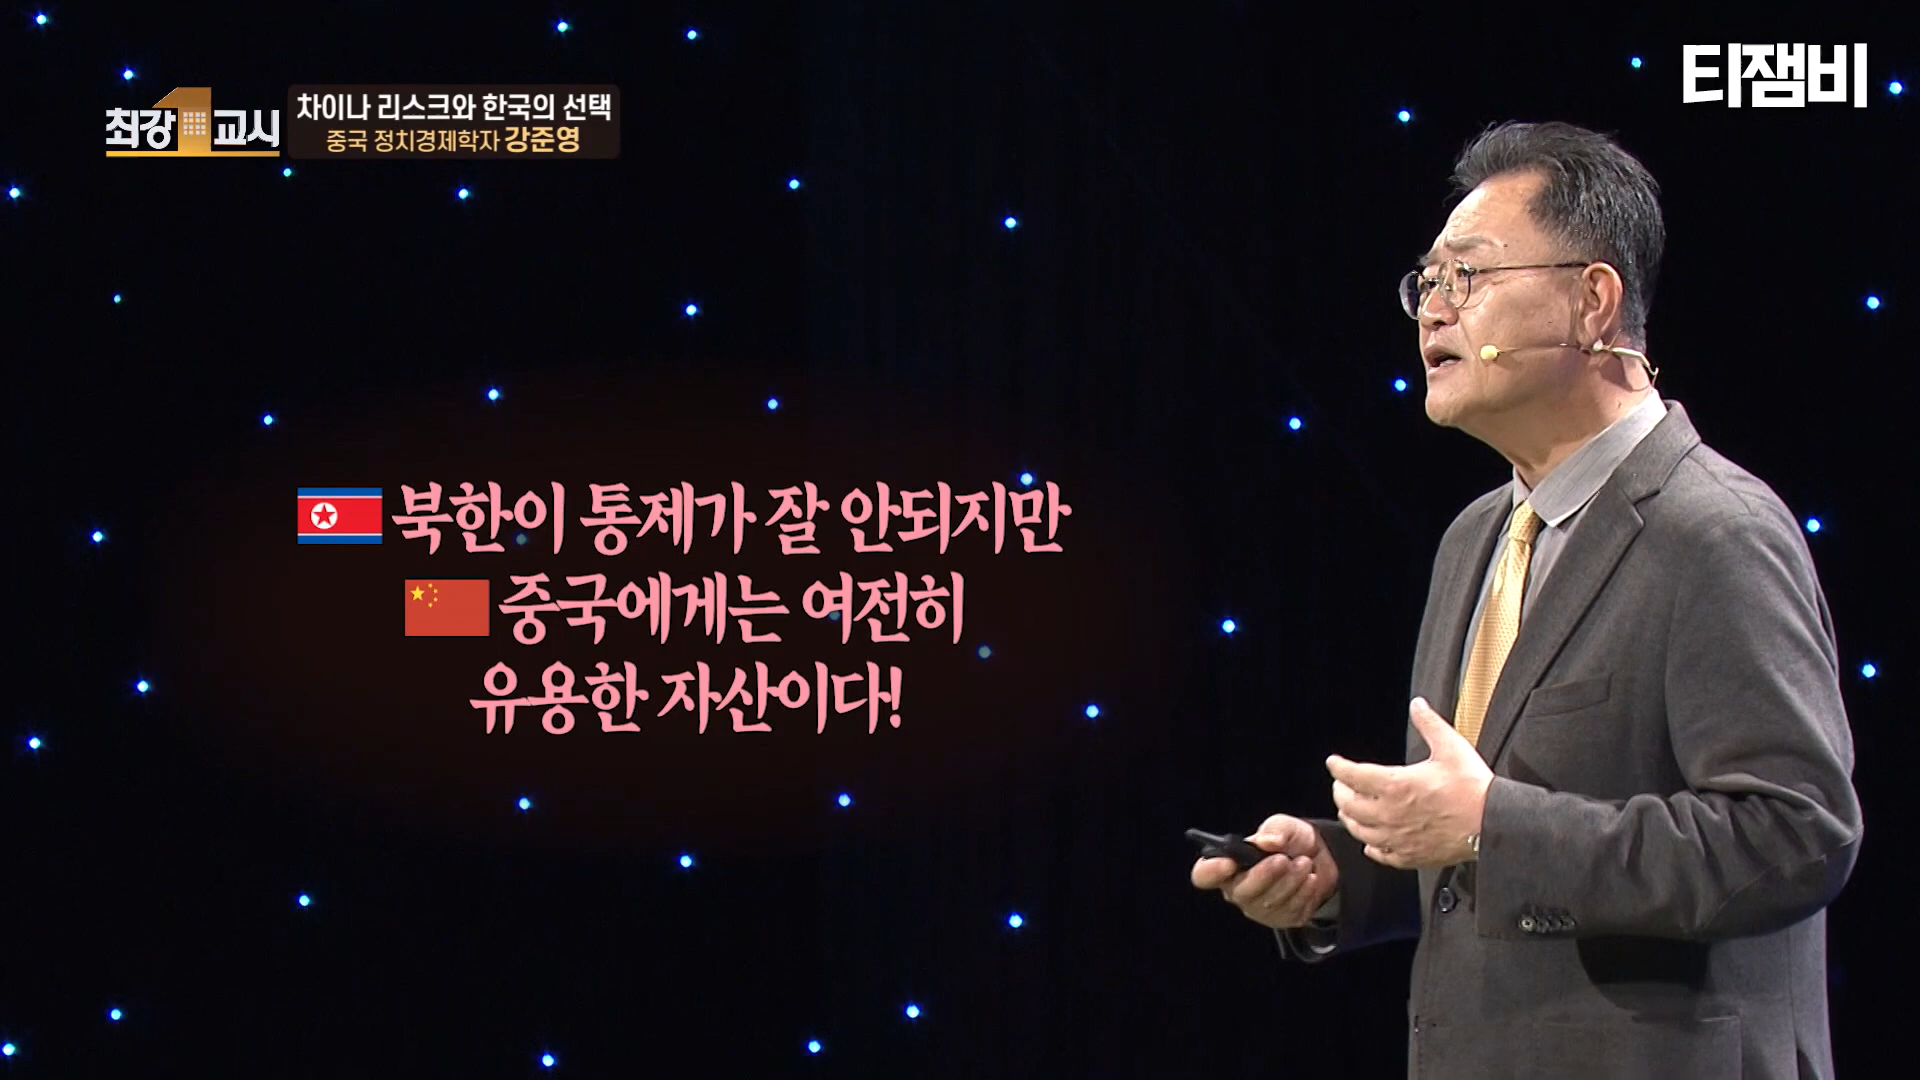 티잼비
최강1교시
차이나 리스크와 한국의 선택
중국 정치경제학자 강준영
북한이 통제가 잘 안되지만
중국에게는 여전히
유용한 자산이다!